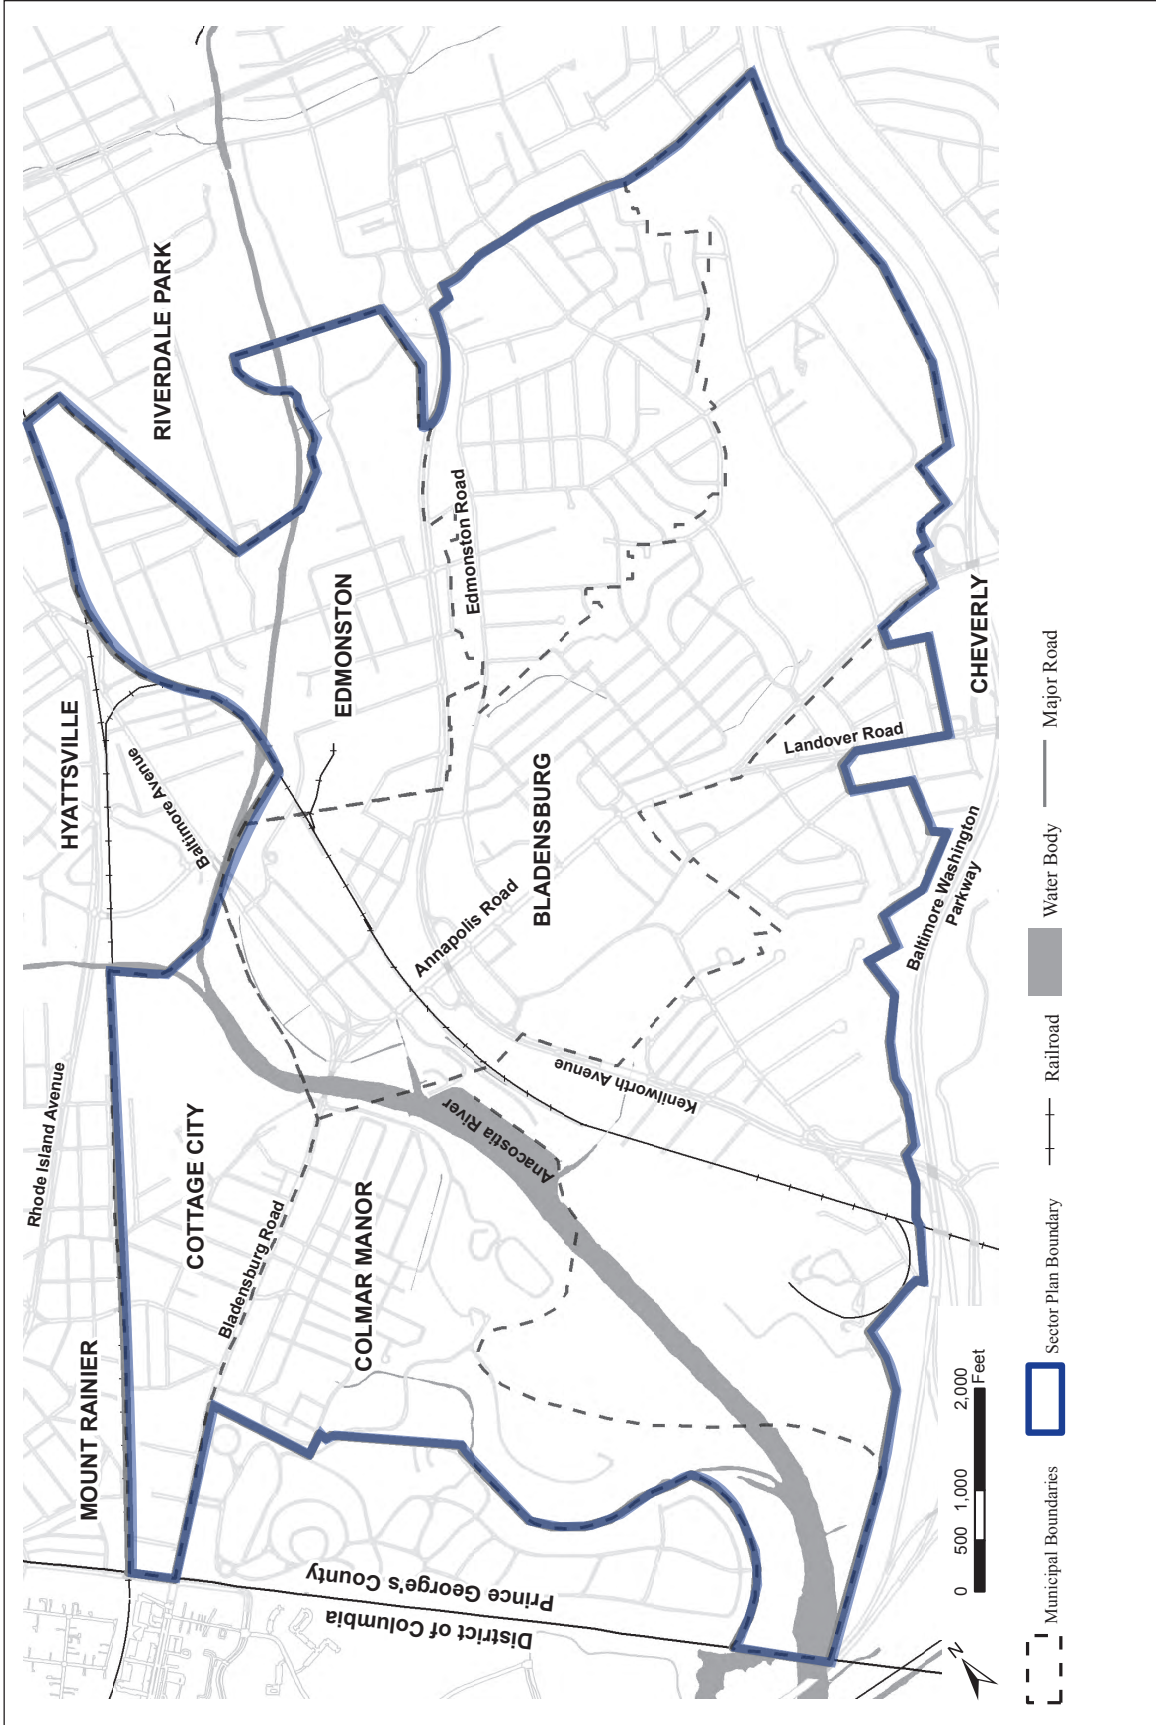 RIVERDALE PARK
HYATTSVILLE
Baltimore Avenue
EDMONSTON
Edmonston Road
MOUNT RAINIER
Rhode Island Avenue
COTTAGE CITY
Bladensburg Road
COLMAR MANOR
Anacostia River
Annapolis Road
BLADENSBURG
Kenilworth Avenue
Landover Road
CHEVERLY
Baltimore Washington
Parkway
Prince George's County
District of Columbia
0 500 1,000 2,000
Feet
N
Municipal Boundaries
Sector Plan Boundary
Railroad
Water Body
Major Road